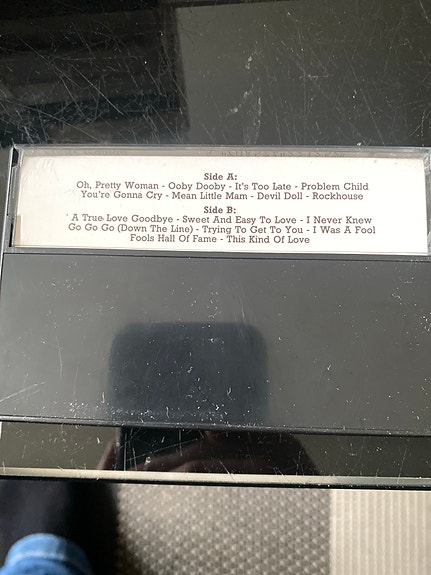 Side A:
Oh, Pretty Woman - Ooby Dooby - It's Too Late - Problem Child
You're Gonna Cry - Mean Little Mam - Devil Doll - Rockhouse
Side B:
A True Love Goodbye - Sweet And Easy To Love - I Never Knew
Go Go Go (Down The Line) - Trying To Get To You - I Was A Fool
Fools Hall Of Fame - This Kind Of Love